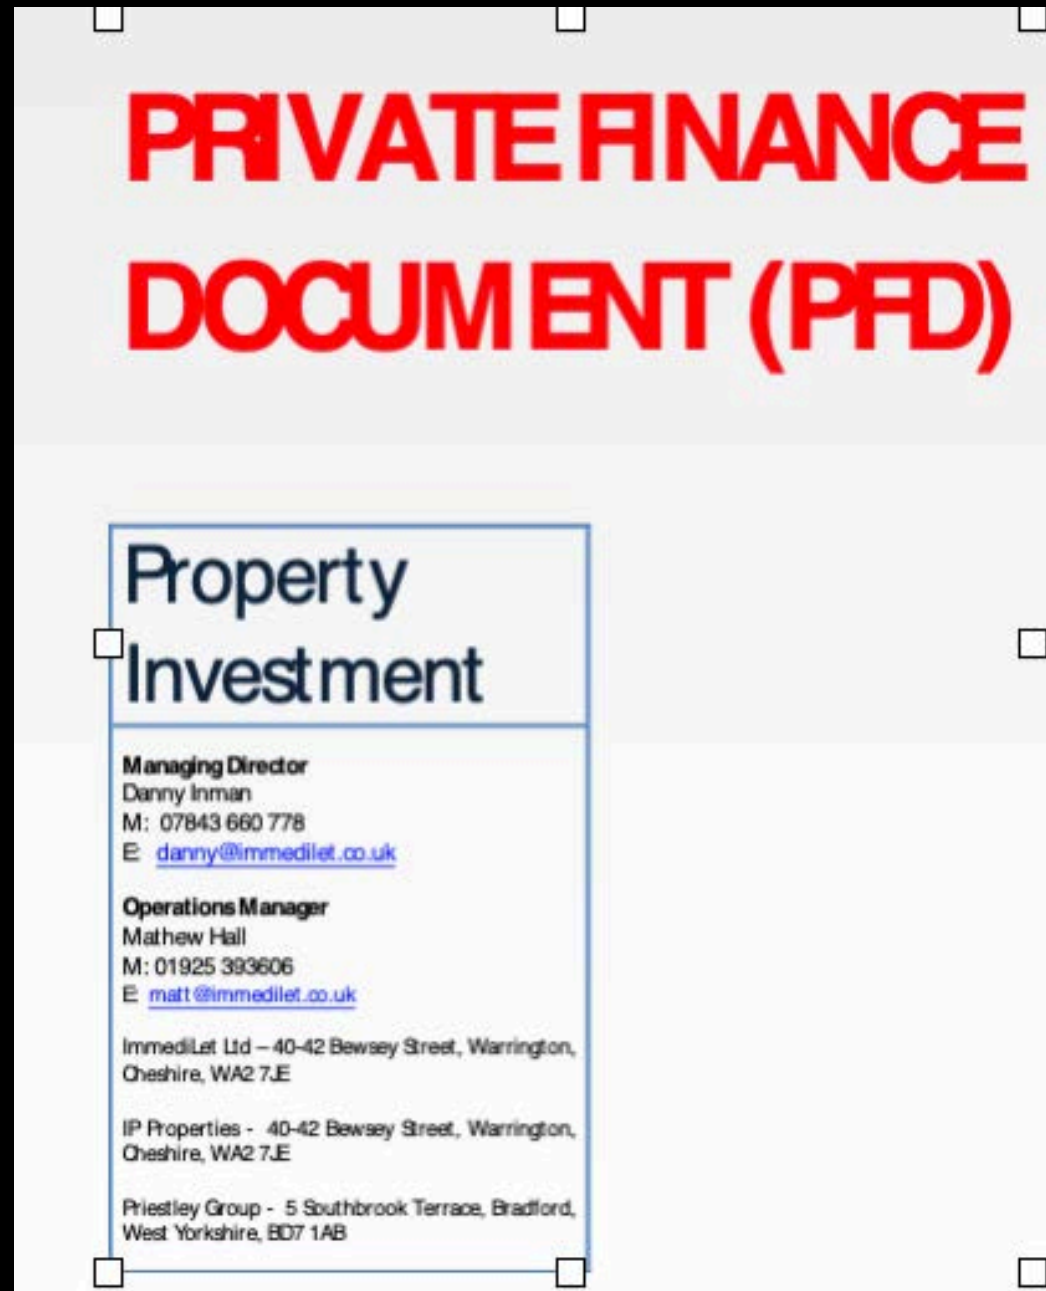 PRIVATE FINANCE
DOCUMENT (PFD)
Property
Investment
Managing Director
Danny Inman
M: 07843 660 778
E: danny@immedilet.co.uk
Operations Manager
Mathew Hall
M: 01925 393606
E: matt@immedilet.co.uk
ImmediLet Ltd – 40-42 Bewsey Street, Warrington,
Cheshire, WA2 7JE
IP Properties - 40-42 Bewsey Street, Warrington,
Cheshire, WA2 7JE
Priestley Group - 5 Southbrook Terrace, Bradford,
West Yorkshire, BD7 1AB